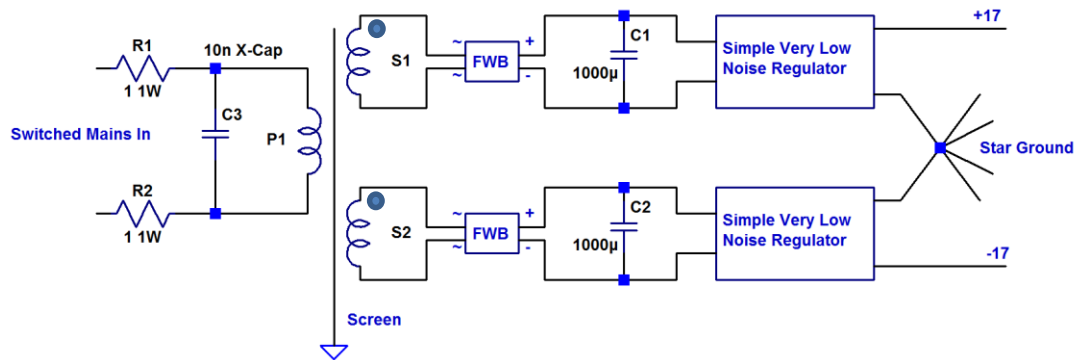 R1
1 1W
10n X-Cap
C3
P1
Switched Mains In
R2
1 1W
Screen
S1
~
~
FWB
+
-
C1
1000µ
Simple Very Low
Noise Regulator
+17
Star Ground
S2
~
~
FWB
+
-
C2
1000µ
Simple Very Low
Noise Regulator
-17